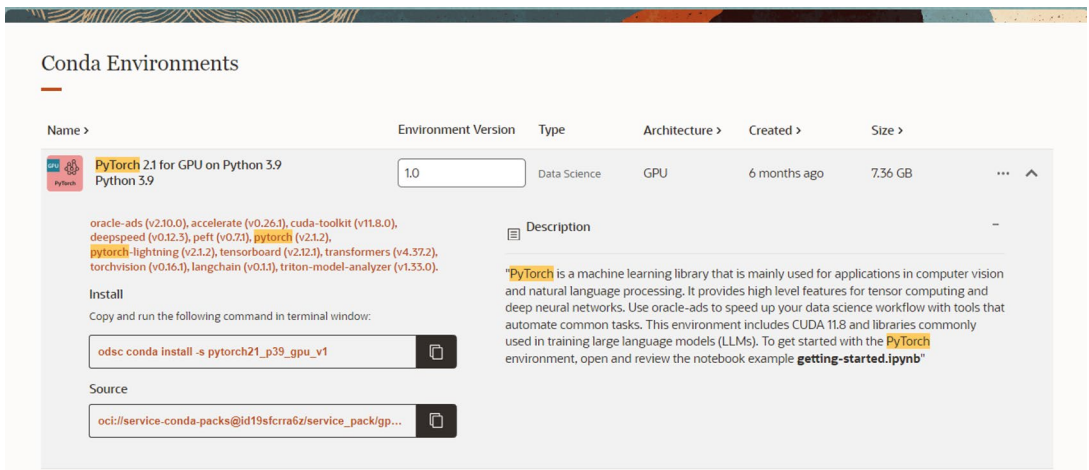 Conda Environments
Name >
Environment Version
Type
Architecture >
Created >
Size >
GPU
PyTorch
PyTorch 2.1 for GPU on Python 3.9
Python 3.9
1.0
Data Science
GPU
6 months ago
7.36 GB
oracle-ads (v2.10.0), accelerate (v0.26.1), cuda-toolkit (v11.8.0),
deepspeed (v0.12.3), peft (v0.7.1), pytorch (v2.1.2),
pytorch-lightning (v2.1.2), tensorboard (v2.12.1), transformers (v4.37.2),
torchvision (v0.16.1), langchain (v0.1.1), triton-model-analyzer (v1.33.0).
Install
Copy and run the following command in terminal window:
odsc conda install -s pytorch21_p39_gpu_v1
Source
oci://service-conda-packs@id19sfcrra6z/service_pack/gp...
Description
"PyTorch is a machine learning library that is mainly used for applications in computer vision
and natural language processing. It provides high level features for tensor computing and
deep neural networks. Use oracle-ads to speed up your data science workflow with tools that
automate common tasks. This environment includes CUDA 11.8 and libraries commonly
used in training large language models (LLMs). To get started with the PyTorch
environment, open and review the notebook example getting-started.ipynb"